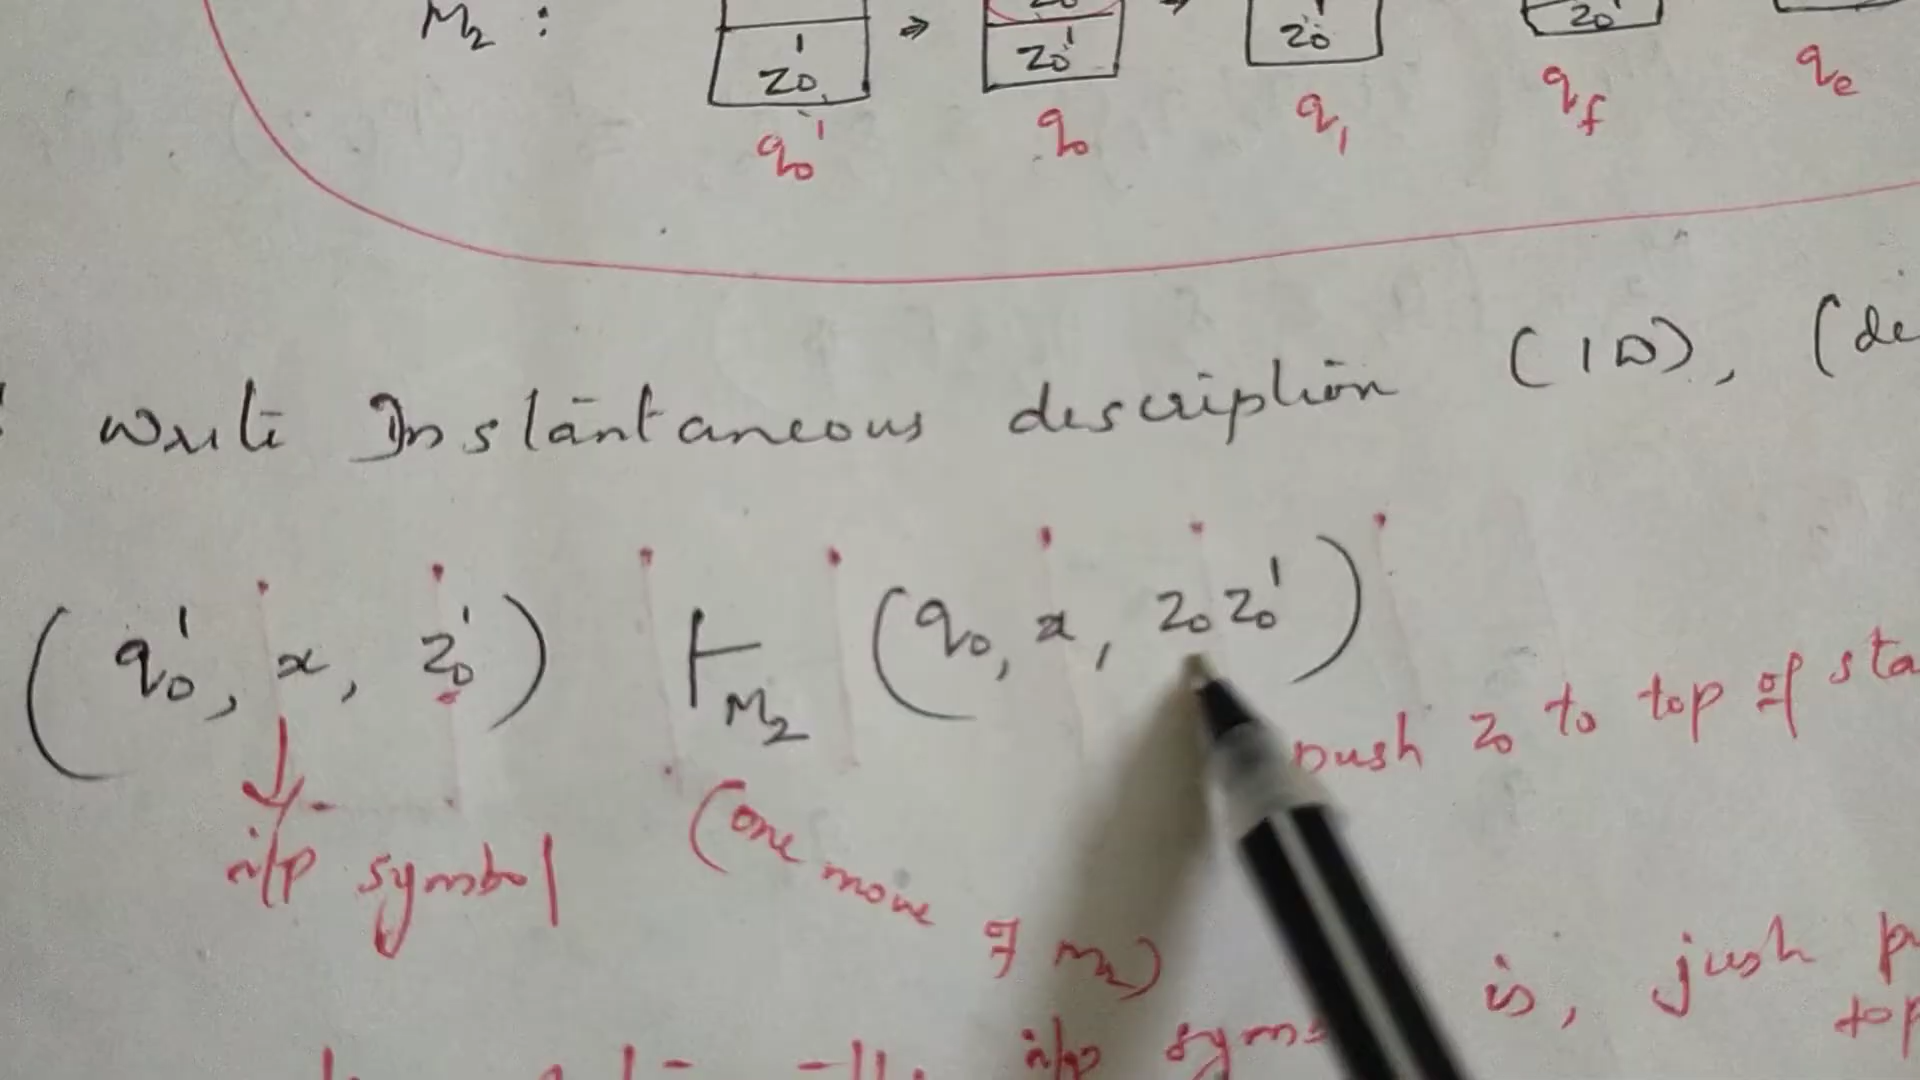 M2 :
z0' z0' z0' z0'
q0' q0 q1 qf qe
Write Instantaneous description (ID), (de
(q0', x, z0') ⊢M2 (q0, x, z0z0')
push z0 to top of sta
i/p symbol (one move of M2)
is, just p
i/p sym top